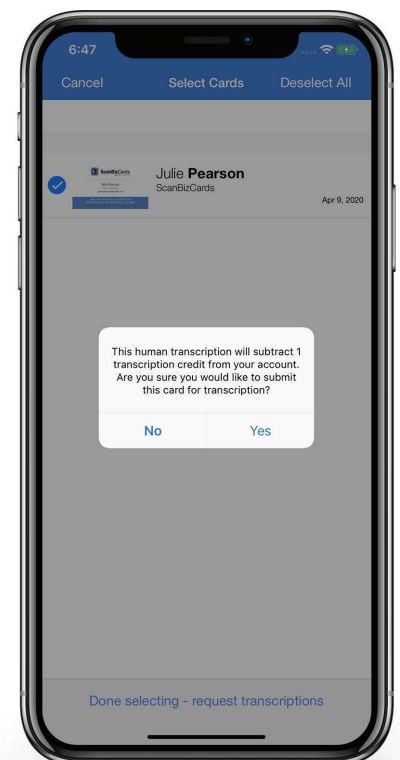 6:47
Cancel Select Cards Deselect All
ScanBizCards
Julie Pearson
ScanBizCards
Apr 9, 2020
This human transcription will subtract 1
transcription credit from your account.
Are you sure you would like to submit
this card for transcription?
No Yes
Done selecting - request transcriptions